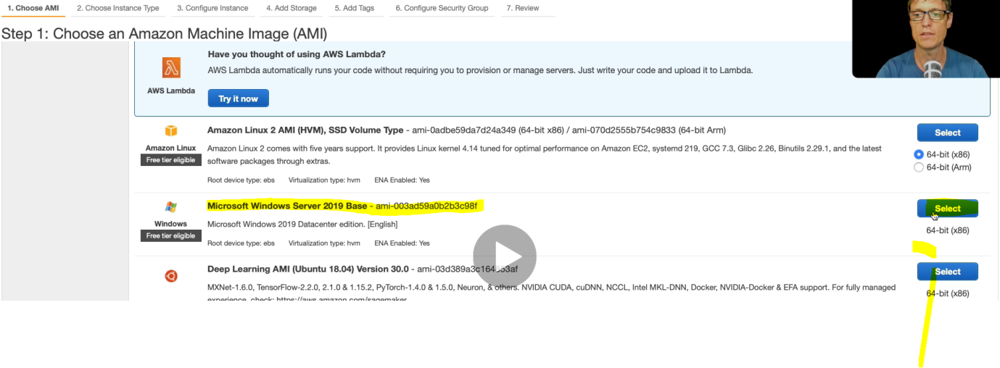 1. Choose AMI 2. Choose Instance Type 3. Configure Instance 4. Add Storage 5. Add Tags 6. Configure Security Group 7. Review
Step 1: Choose an Amazon Machine Image (AMI)
Have you thought of using AWS Lambda?
AWS Lambda automatically runs your code without requiring you to provision or manage servers. Just write your code and upload it to Lambda.
AWS Lambda
Try it now
Amazon Linux 2 AMI (HVM), SSD Volume Type - ami-0adbe59da7d24a349 (64-bit x86) / ami-070d2555b754c9833 (64-bit Arm)
Select
Amazon Linux
Free tier eligible
Amazon Linux 2 comes with five years support. It provides Linux kernel 4.14 tuned for optimal performance on Amazon EC2, systemd 219, GCC 7.3, Glibc 2.26, Binutils 2.29.1, and the latest
software packages through extras.
64-bit (x86)
64-bit (Arm)
Root device type: ebs Virtualization type: hvm ENA Enabled: Yes
Microsoft Windows Server 2019 Base - ami-003ad59a0b2b3c98f
Select
Windows
Free tier eligible
Microsoft Windows 2019 Datacenter edition. [English]
64-bit (x86)
Root device type: ebs Virtualization type: hvm ENA Enabled: Yes
Deep Learning AMI (Ubuntu 18.04) Version 30.0
Select
MXNet-1.6.0, TensorFlow-2.2.0, 2.1.0 & 1.15.2, PyTorch-1.4.0 & 1.5.0, Neuron, & others. NVIDIA CUDA, cuDNN, NCCL, Intel MKL-DNN, Docker, NVIDIA-Docker & EFA support. For fully managed
64-bit (x86)
experience, check: https://aws.amazon.com/sagemaker